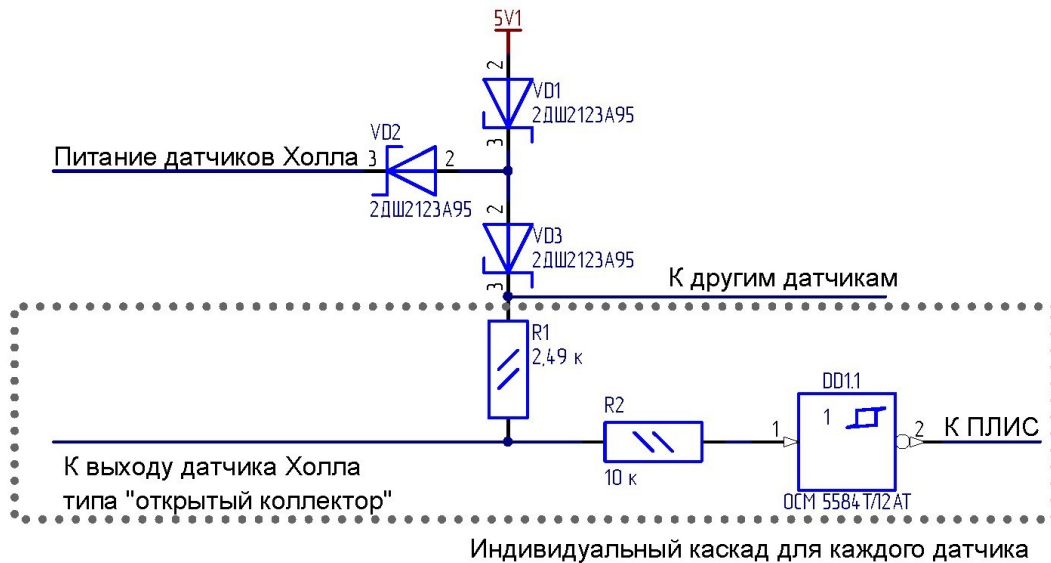 5V1
2
VD1
2ДШ2123А95
3
VD2
Питание датчиков Холла 3 2
2ДШ2123А95
2
VD3
2ДШ2123А95
3
К другим датчикам
R1
2,49 к
DD1.1
R2
1
1 2 К ПЛИС
К выходу датчика Холла
типа "открытый коллектор"
10 к
ОСМ 5584ТЛ2АТ
Индивидуальный каскад для каждого датчика